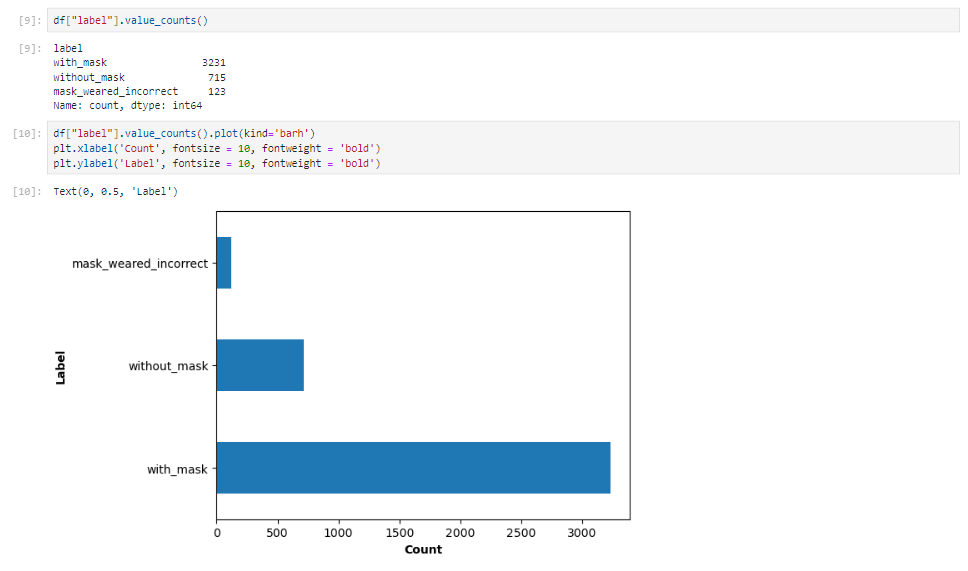 [9]: df["label"].value_counts()
[9]: label
with_mask 3231
without_mask 715
mask_weared_incorrect 123
Name: count, dtype: int64
[10]: df["label"].value_counts().plot(kind='barh')
plt.xlabel('Count', fontsize = 10, fontweight = 'bold')
plt.ylabel('Label', fontsize = 10, fontweight = 'bold')
[10]: Text(0, 0.5, 'Label')
mask_weared_incorrect
without_mask
with_mask
Label
0 500 1000 1500 2000 2500 3000
Count